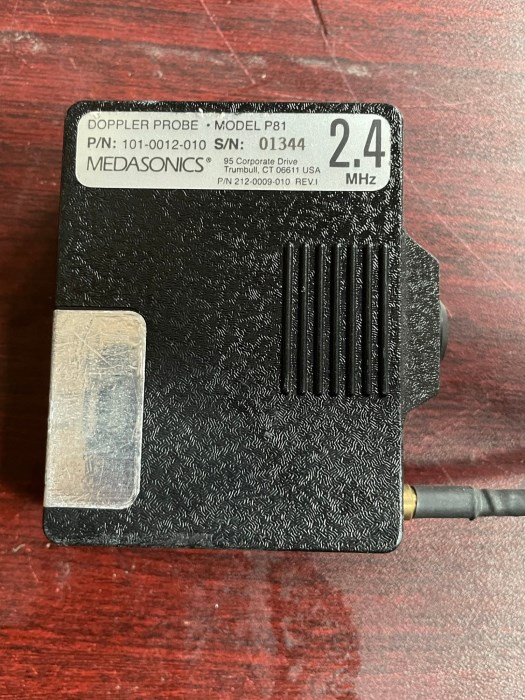 DOPPLER PROBE • MODEL P81
P/N: 101-0012-010 S/N: 01344
MEDASONICS® 95 Corporate Drive
Trumbull, CT 06611 USA
P/N 212-0009-010 REV.I
2.4
MHz